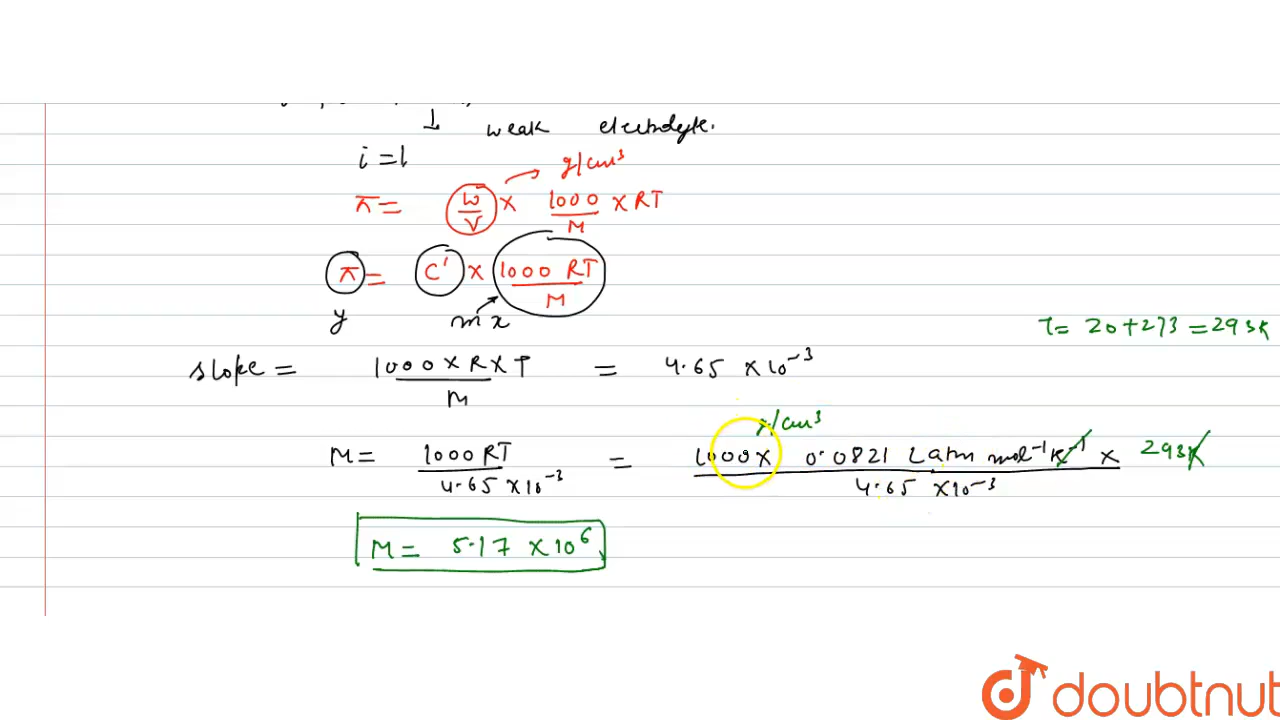 ↓ weak electrolyte.
i = 1
→ g/cm³
π = w/V × 1000/M × RT
π = C' × 1000 RT/M
y m x
T = 20 + 273 = 293K
slope = 1000 × R × T/M = 4.65 × 10⁻³
/cm³
M = 1000 RT/4.65 × 10⁻³ = 1000 × 0.0821 L atm mol⁻¹ K⁻¹ × 293K/4.65 × 10⁻³
M = 5.17 × 10⁶
doubtnut